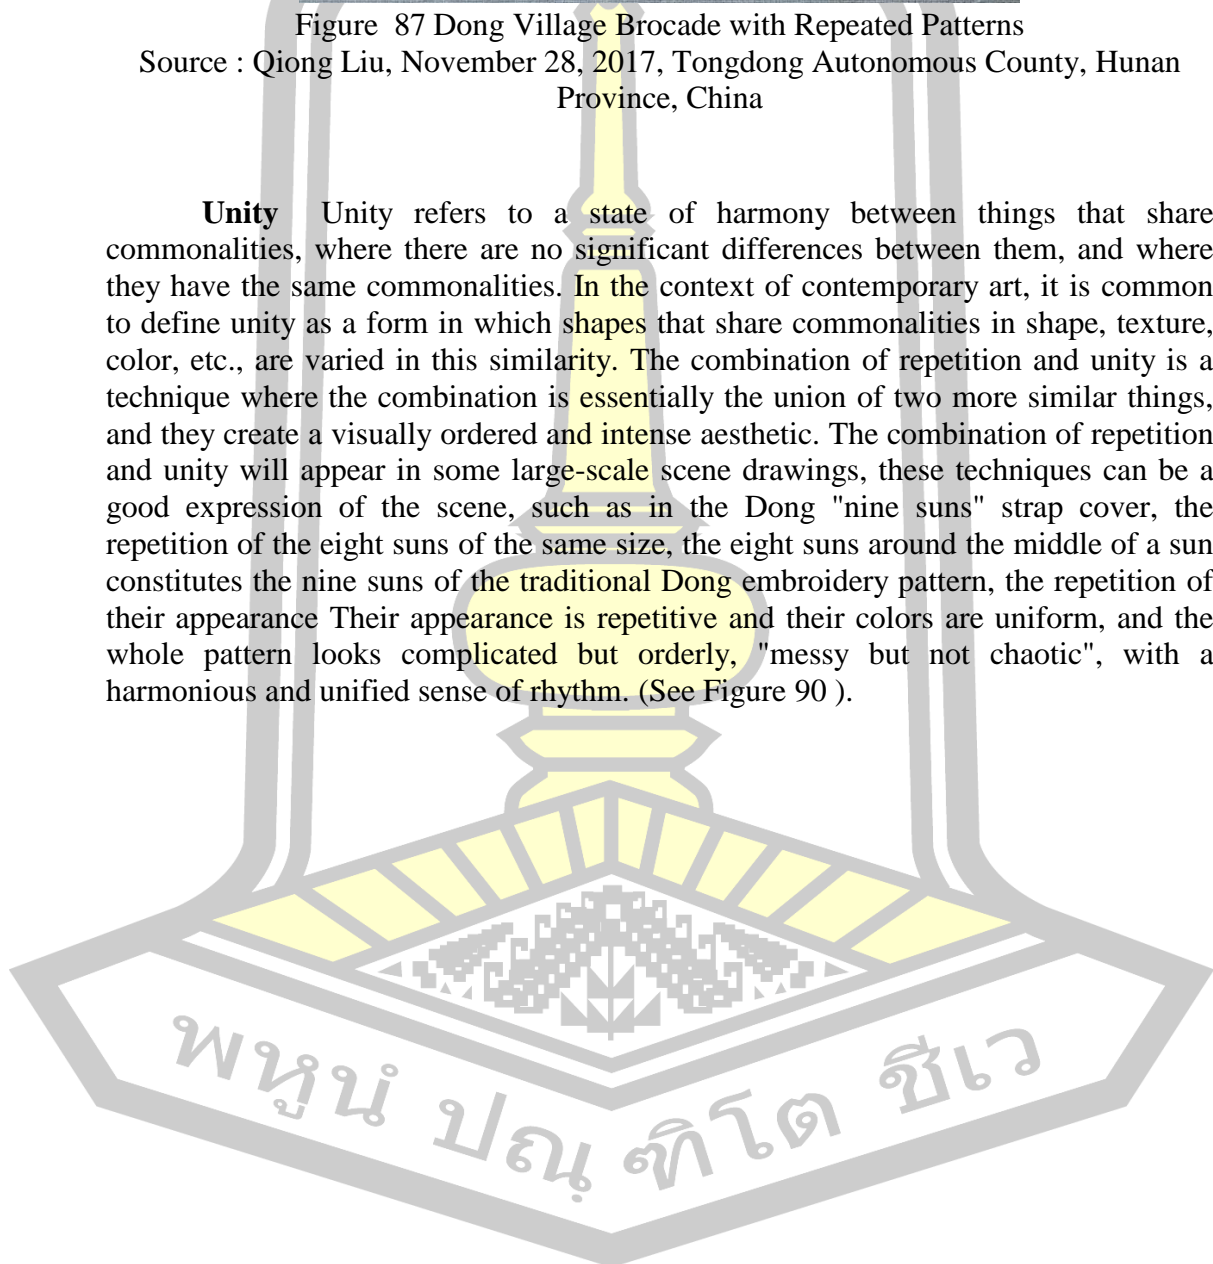 Figure  87 Dong Village Brocade with Repeated Patterns
Source : Qiong Liu, November 28, 2017, Tongdong Autonomous County, Hunan
Province, China
Unity  Unity refers to a state of harmony between things that share
commonalities, where there are no significant differences between them, and where
they have the same commonalities. In the context of contemporary art, it is common
to define unity as a form in which shapes that share commonalities in shape, texture,
color, etc., are varied in this similarity. The combination of repetition and unity is a
technique where the combination is essentially the union of two more similar things,
and they create a visually ordered and intense aesthetic. The combination of repetition
and unity will appear in some large-scale scene drawings, these techniques can be a
good expression of the scene, such as in the Dong "nine suns" strap cover, the
repetition of the eight suns of the same size, the eight suns around the middle of a sun
constitutes the nine suns of the traditional Dong embroidery pattern, the repetition of
their appearance Their appearance is repetitive and their colors are uniform, and the
whole pattern looks complicated but orderly, "messy but not chaotic", with a
harmonious and unified sense of rhythm. (See Figure 90 ).
พหูนํ ปณฺ ฑิโต ชีเว